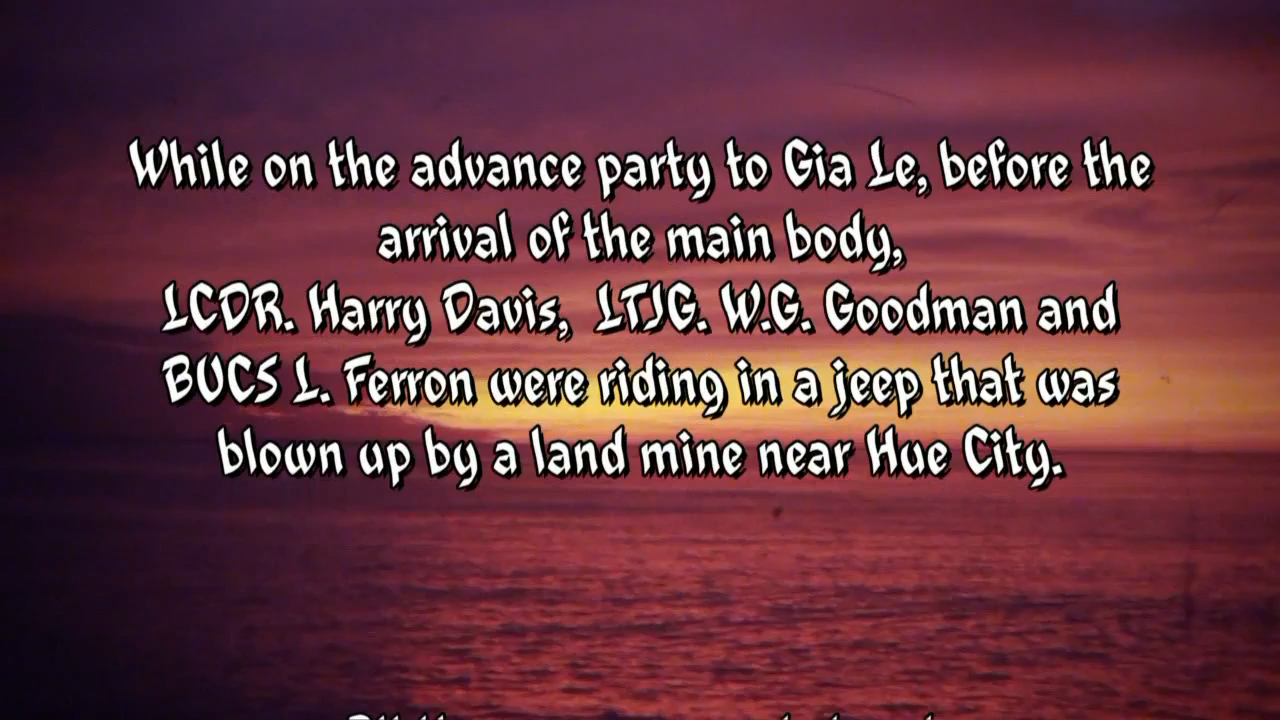 While on the advance party to Gia Le, before the
arrival of the main body,
LCDR. Harry Davis, LTJG. W.G. Goodman and
BUCS L. Ferron were riding in a jeep that was
blown up by a land mine near Hue City.